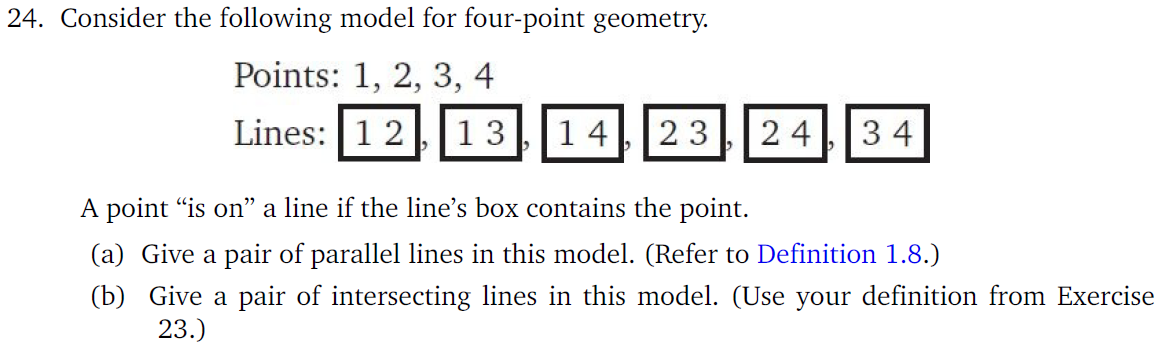 24. Consider the following model for four-point geometry.
Points: 1, 2, 3, 4
Lines: 1 2, 1 3, 1 4, 2 3, 2 4, 3 4
A point “is on” a line if the line’s box contains the point.
(a) Give a pair of parallel lines in this model. (Refer to Definition 1.8.)
(b) Give a pair of intersecting lines in this model. (Use your definition from Exercise
23.)